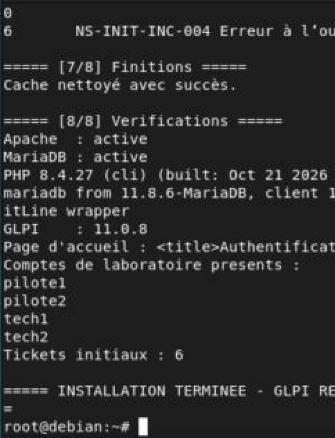 0
6 NS-INIT-INC-004 Erreur à l’ou
===== [7/8] Finitions =====
Cache nettoyé avec succès.
===== [8/8] Verifications =====
Apache : active
MariaDB : active
PHP 8.4.27 (cli) (built: Oct 21 2026
mariadb from 11.8.6-MariaDB, client 1
itLine wrapper
GLPI : 11.0.8
Page d'accueil : <title>Authentificat
Comptes de laboratoire presents :
pilote1
pilote2
tech1
tech2
Tickets initiaux : 6
===== INSTALLATION TERMINEE - GLPI RE
=
root@debian:~#